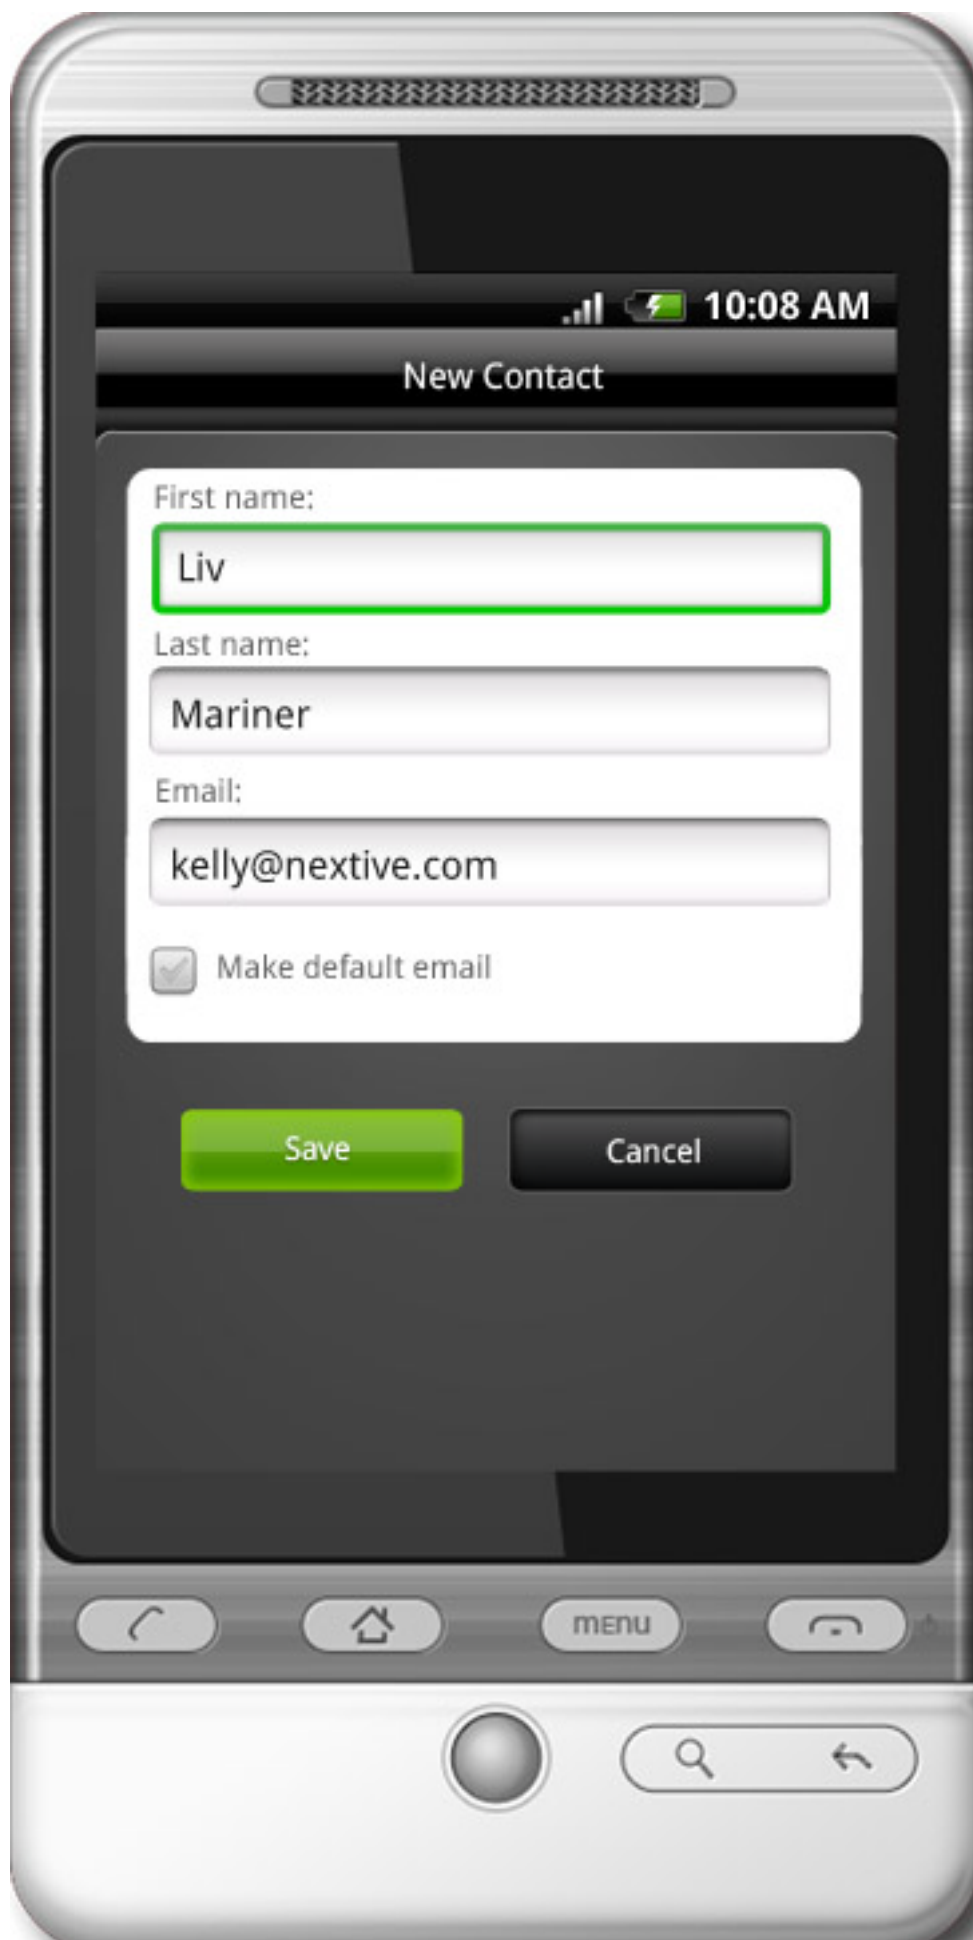 10:08 AM
New Contact
First name:
Liv
Last name:
Mariner
Email:
kelly@nextive.com
Make default email
Save Cancel
MENU